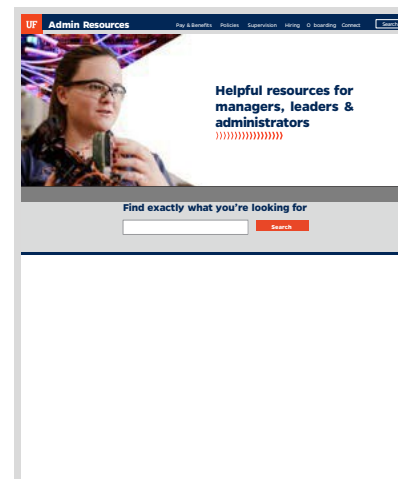 UF Admin Resources Pay & Benefits Policies Supervision Hiring O boarding Connect Search
Helpful resources for
managers, leaders &
administrators
Find exactly what you're looking for
Search